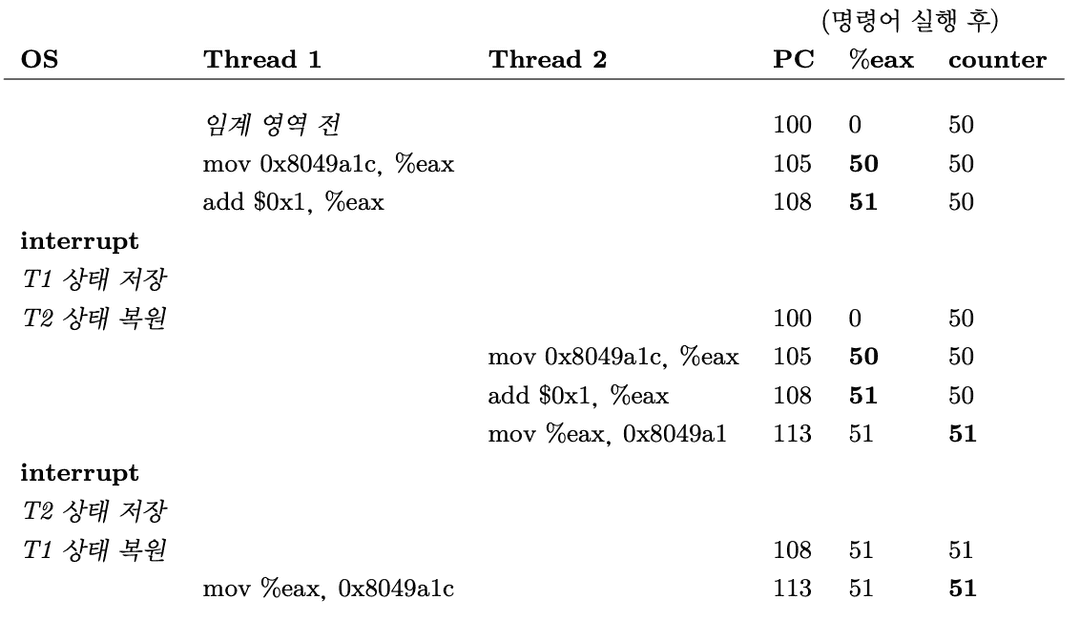 (명령어 실행 후)
OS Thread 1 Thread 2 PC %eax counter
임계 영역 전 100 0 50
mov 0x8049a1c, %eax 105 50 50
add $0x1, %eax 108 51 50
interrupt
T1 상태 저장
T2 상태 복원 100 0 50
mov 0x8049a1c, %eax 105 50 50
add $0x1, %eax 108 51 50
mov %eax, 0x8049a1 113 51 51
interrupt
T2 상태 저장
T1 상태 복원 108 51 51
mov %eax, 0x8049a1c 113 51 51